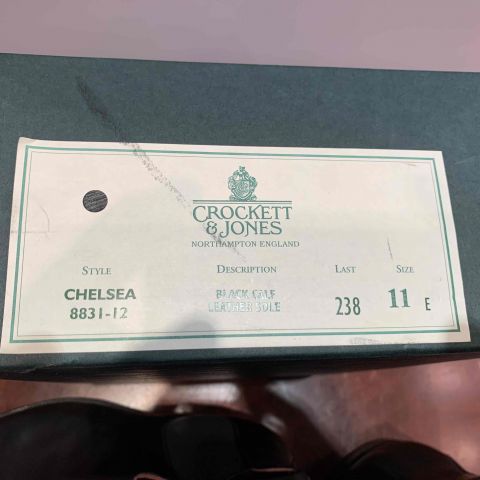 CROCKETT
& JONES
NORTHAMPTON ENGLAND
STYLE DESCRIPTION LAST SIZE
CHELSEA BLACK CALF
8831-12 LEATHER SOLE 238 11 E